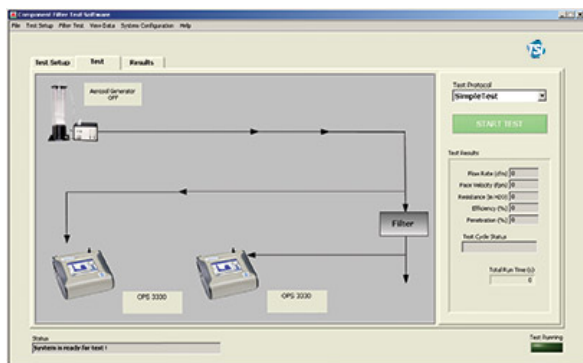 Component Filter Test Software
File Test Setup Filter Test View Data System Configuration Help
TSI
Test Setup Test Results
Aerosol Generator
OFF
Filter
OPS 3330
OPS 3330
Test Protocol
SimpleTest
START TEST
Test Results
Flow Rate (cfm) 0
Face Velocity (fpm) 0
Resistance (in H2O) 0
Efficiency (%) 0
Penetration (%) 0
Test Cycle Status
Total Run Time (s)
0
Status
System is ready for test !
Test Running